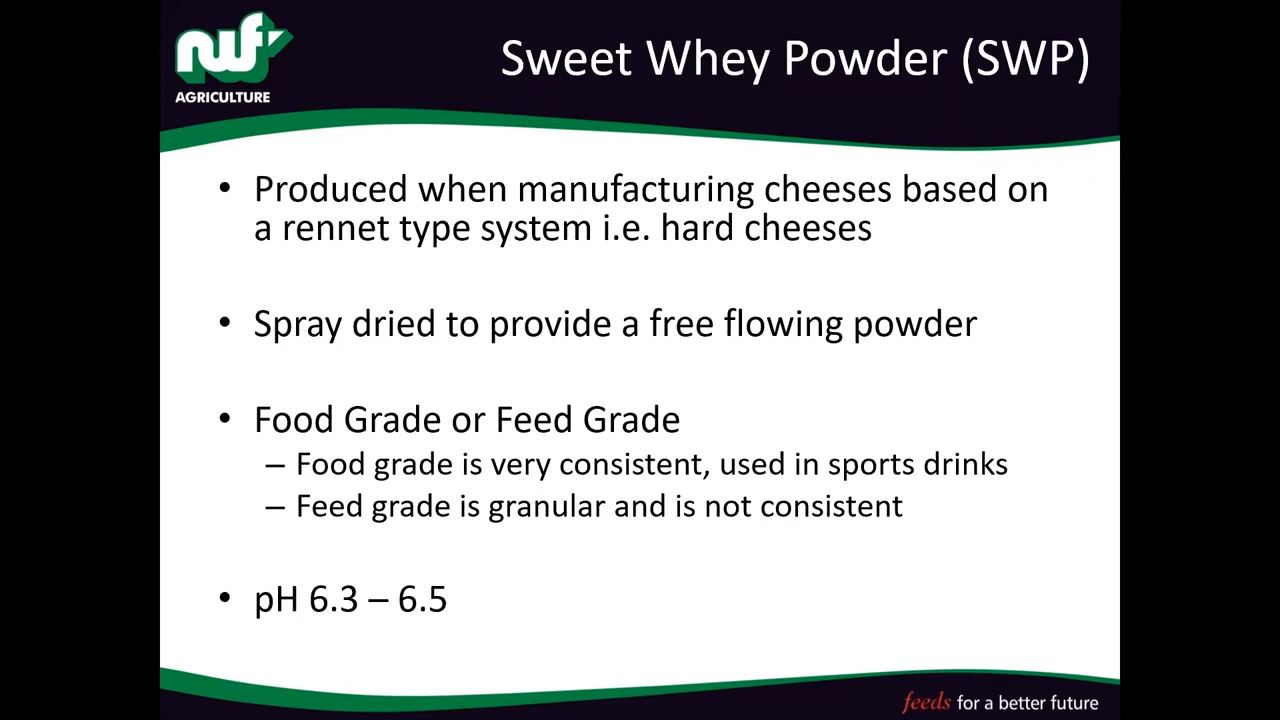 nwf
AGRICULTURE
Sweet Whey Powder (SWP)
• Produced when manufacturing cheeses based on
a rennet type system i.e. hard cheeses
• Spray dried to provide a free flowing powder
• Food Grade or Feed Grade
– Food grade is very consistent, used in sports drinks
– Feed grade is granular and is not consistent
• pH 6.3 – 6.5
feeds for a better future